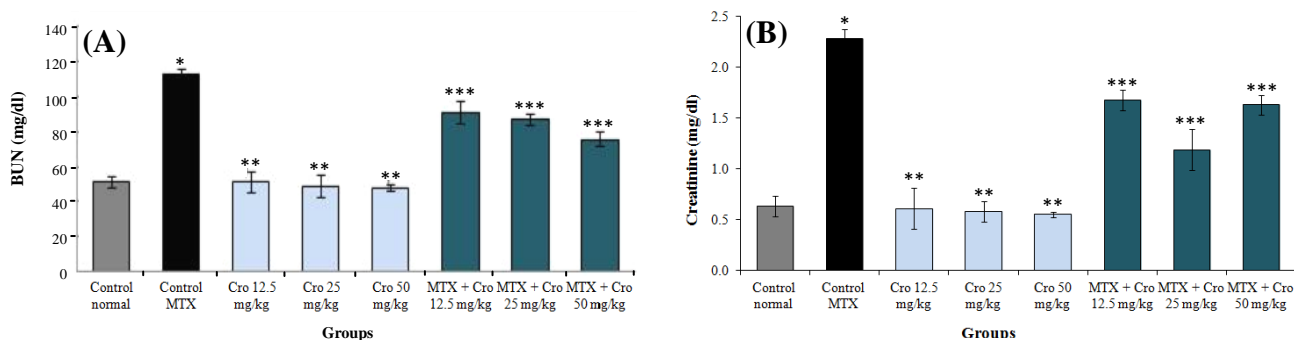 (A)
BUN (mg/dl)
140
120
100
80
60
40
20
0
*
**
**
**
***
***
***
Control normal
Control MTX
Cro 12.5 mg/kg
Cro 25 mg/kg
Cro 50 mg/kg
MTX + Cro 12.5 mg/kg
MTX + Cro 25 mg/kg
MTX + Cro 50 mg/kg
Groups
(B)
Creatinine (mg/dl)
2.5
2.0
1.5
1.0
0.5
0.0
*
**
**
**
***
***
***
Control normal
Control MTX
Cro 12.5 mg/kg
Cro 25 mg/kg
Cro 50 mg/kg
MTX + Cro 12.5 mg/kg
MTX + Cro 25 mg/kg
MTX + Cro 50 mg/kg
Groups